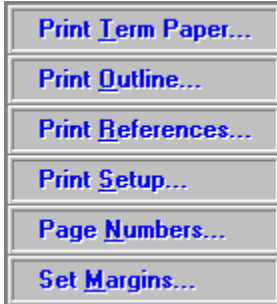 Print Term Paper...
Print Outline...
Print References...
Print Setup...
Page Numbers...
Set Margins...